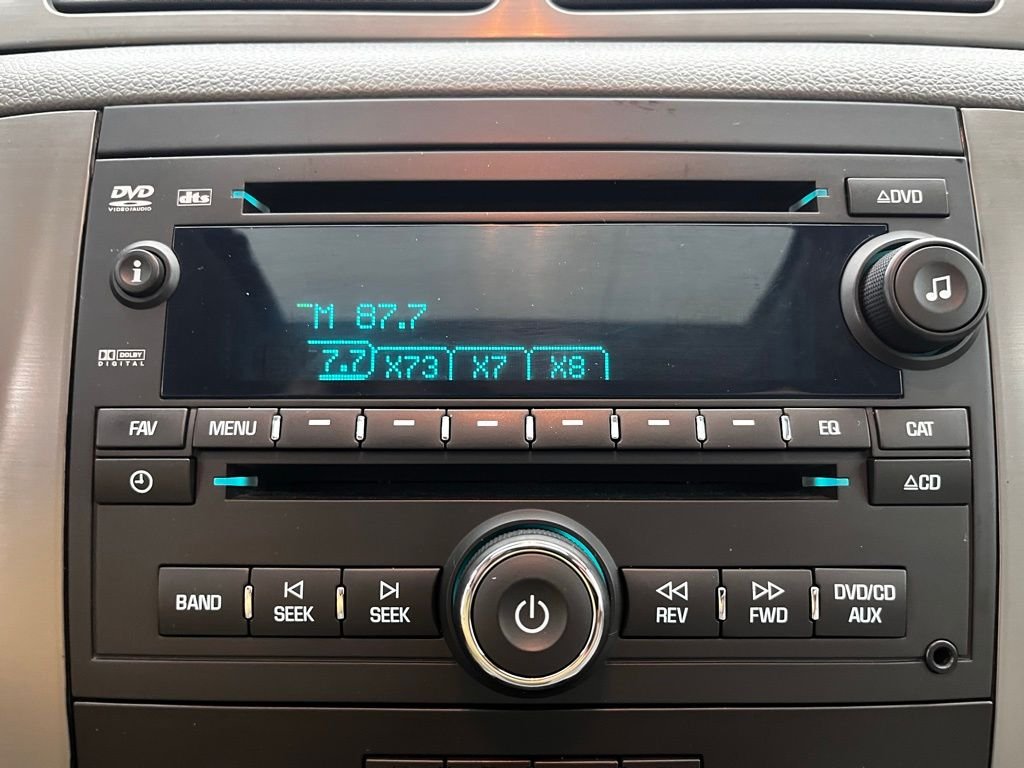 DVD
VIDEO/AUDIO
dts
DVD
i
M 87.7
DOLBY
DIGITAL
7.7 X73 X7 X8
FAV MENU EQ CAT
CD
BAND SEEK SEEK REV FWD DVD/CD
AUX